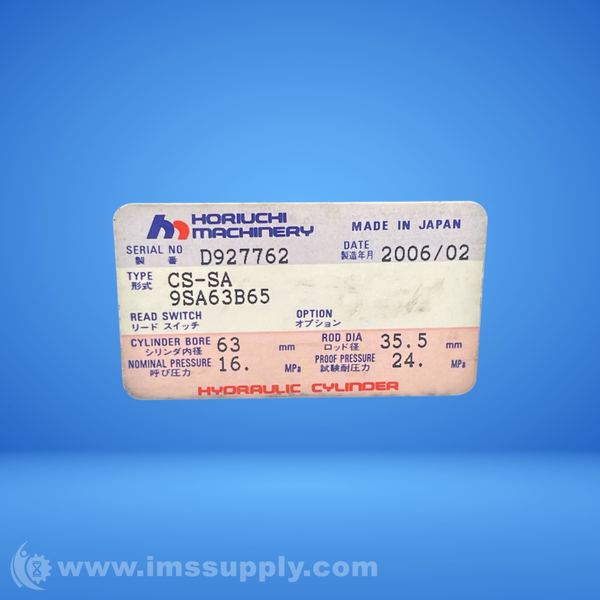 HORIUCHI
MACHINERY
MADE IN JAPAN
SERIAL NO
製 番
D927762
DATE
製造年月
2006/02
TYPE
形式
CS-SA
9SA63B65
READ SWITCH
リード スイッチ
OPTION
オプション
CYLINDER BORE
シリンダ内径
63 mm
ROD DIA
ロッド径
35.5 mm
NOMINAL PRESSURE
呼び圧力
16. MPa
PROOF PRESSURE
試験耐圧力
24. MPa
HYDRAULIC CYLINDER
www.imssupply.com